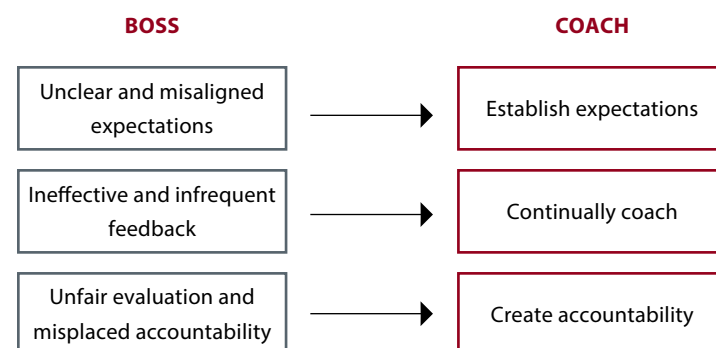 BOSS
COACH
Unclear and misaligned
expectations
Establish expectations
Ineffective and infrequent
feedback
Continually coach
Unfair evaluation and
misplaced accountability
Create accountability